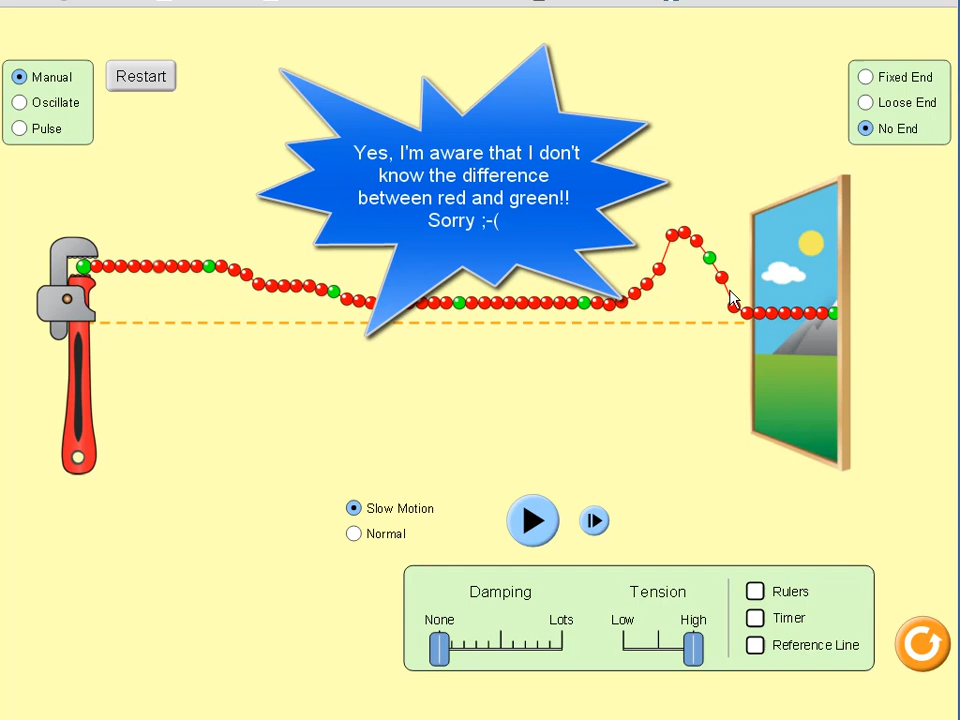 Manual
Oscillate
Pulse
Restart
Yes, I'm aware that I don't
know the difference
between red and green!!
Sorry ;-(
Fixed End
Loose End
No End
Slow Motion
Normal
Damping
None
Lots
Tension
Low
High
Rulers
Timer
Reference Line